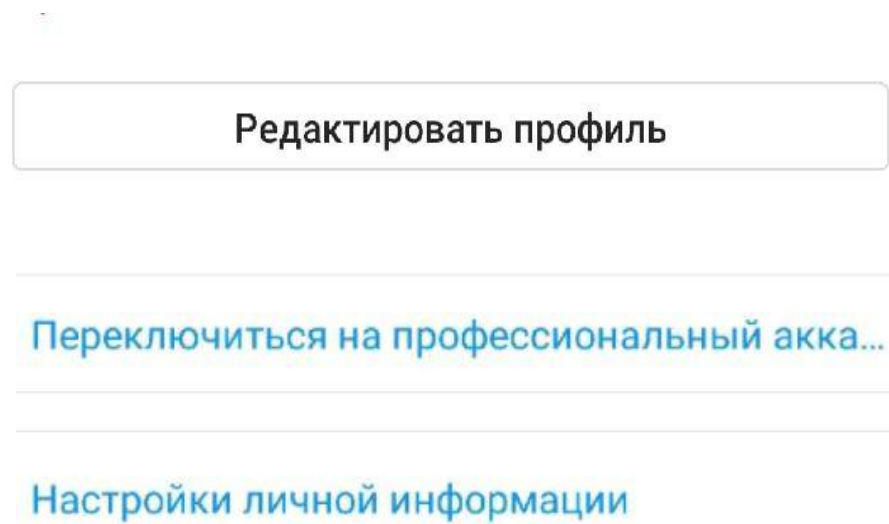 Редактировать профиль
Переключиться на профессиональный акка...
Настройки личной информации